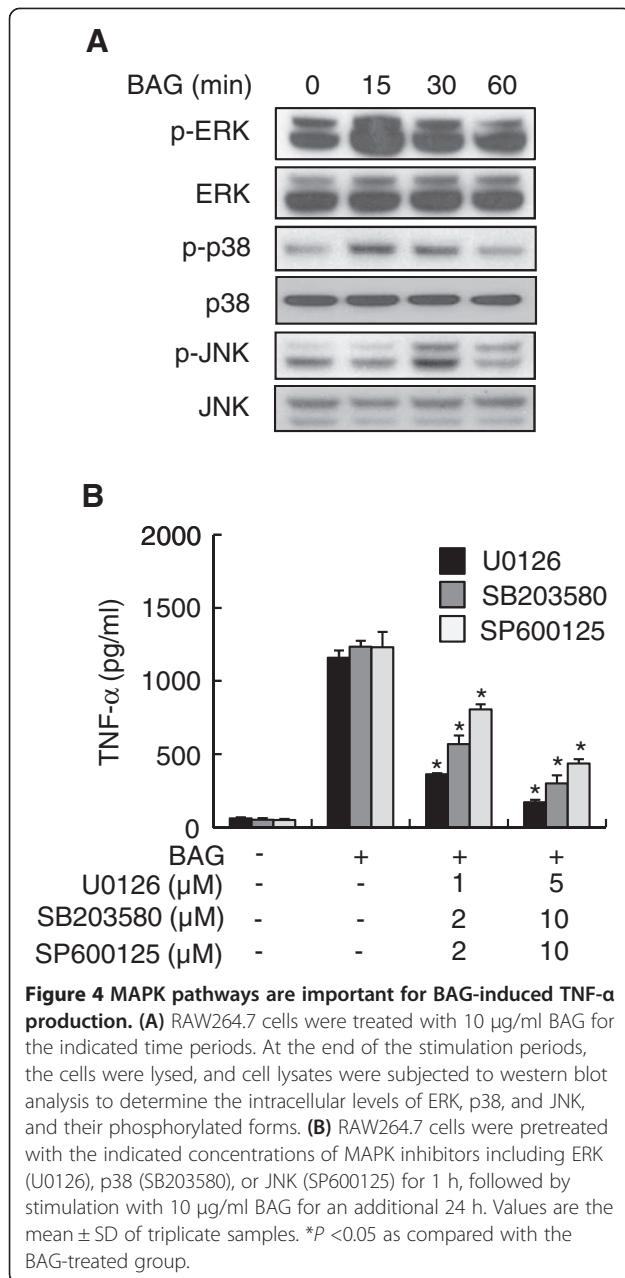 A
BAG (min) 0 15 30 60
p-ERK
ERK
p-p38
p38
p-JNK
JNK
B
2000
1500
1000
500
0
TNF-α (pg/ml)
U0126
SB203580
SP600125
* * *
* * *
BAG - + + +
U0126 (μM) - - 1 5
SB203580 (μM) - - 2 10
SP600125 (μM) - - 2 10
Figure 4 MAPK pathways are important for BAG-induced TNF-α
production. (A) RAW264.7 cells were treated with 10 μg/ml BAG for
the indicated time periods. At the end of the stimulation periods,
the cells were lysed, and cell lysates were subjected to western blot
analysis to determine the intracellular levels of ERK, p38, and JNK,
and their phosphorylated forms. (B) RAW264.7 cells were pretreated
with the indicated concentrations of MAPK inhibitors including ERK
(U0126), p38 (SB203580), or JNK (SP600125) for 1 h, followed by
stimulation with 10 μg/ml BAG for an additional 24 h. Values are the
mean ± SD of triplicate samples. *P <0.05 as compared with the
BAG-treated group.